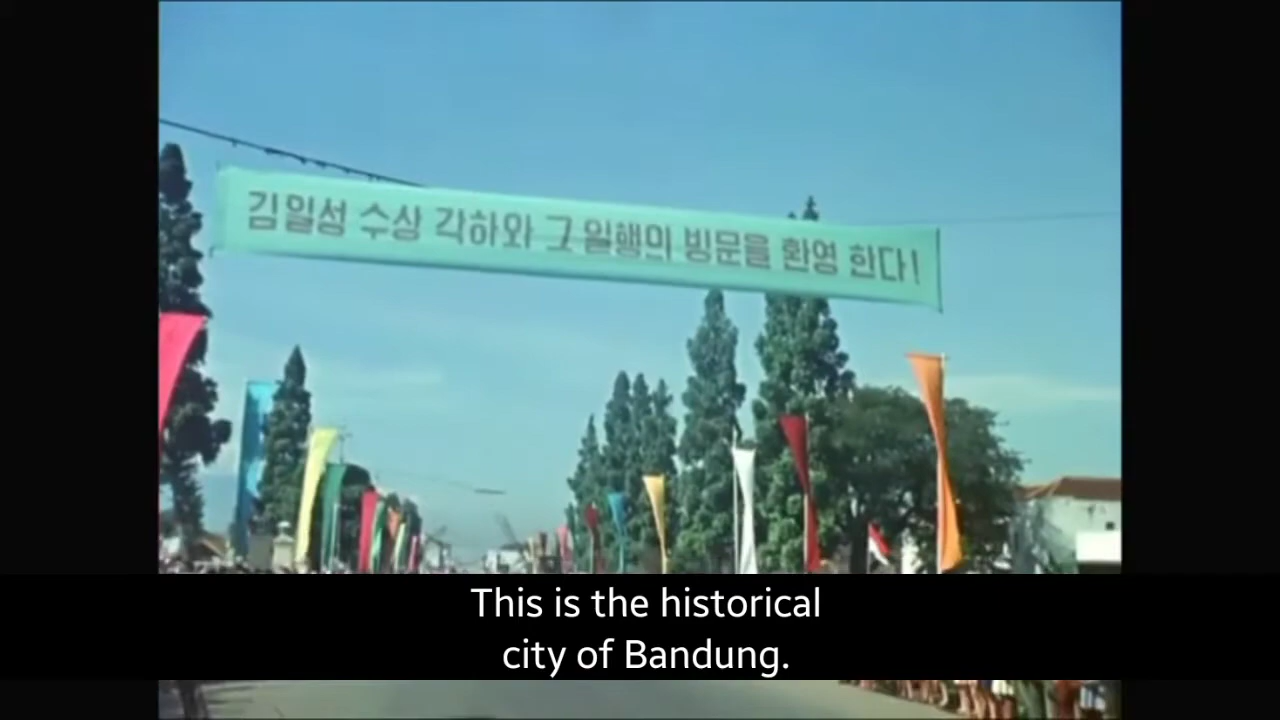 김일성 수상 각하와 그 일행의 빙문을 환영 한다!
This is the historical
city of Bandung.